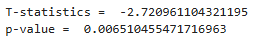 T-statistics =  -2.720961104321195
p-value =  0.006510455471716963